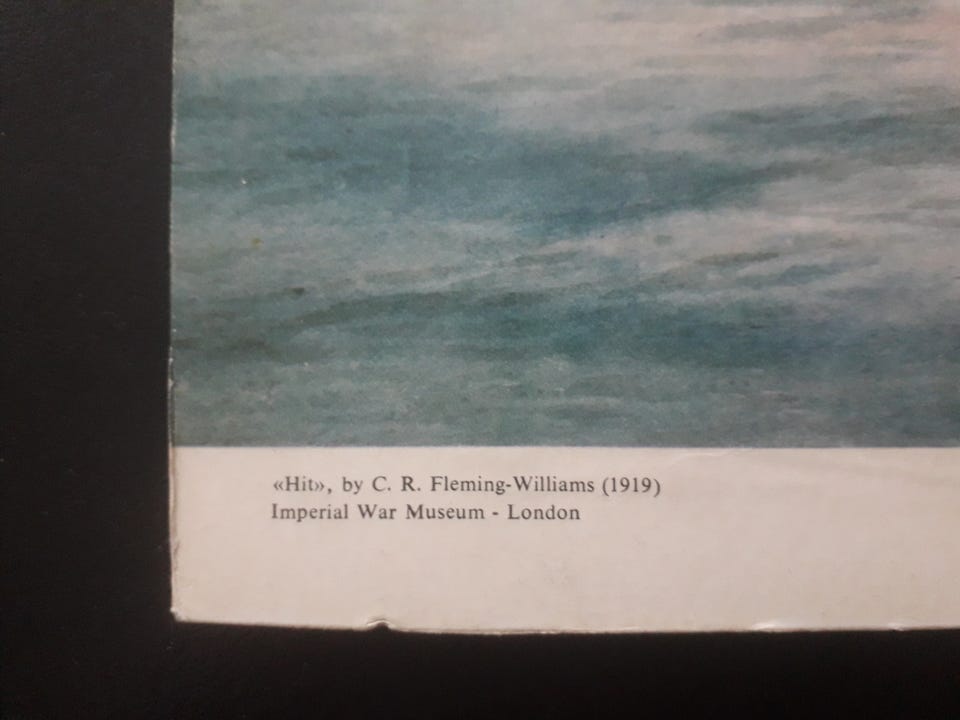 «Hit», by C. R. Fleming-Williams (1919)
Imperial War Museum - London